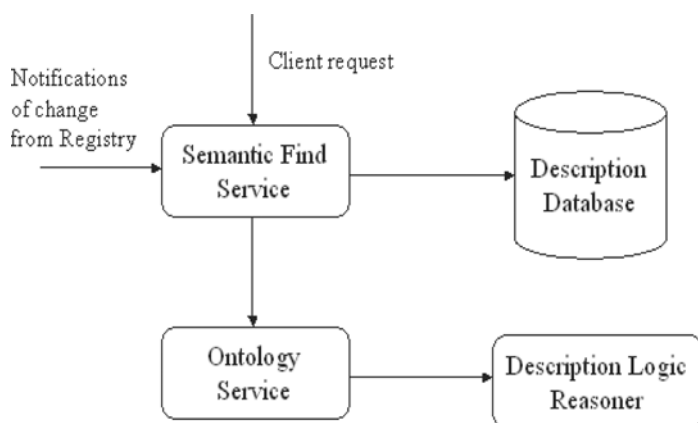 Client request
Notifications
of change
from Registry
Semantic Find
Service
Description
Database
Ontology
Service
Description Logic
Reasoner